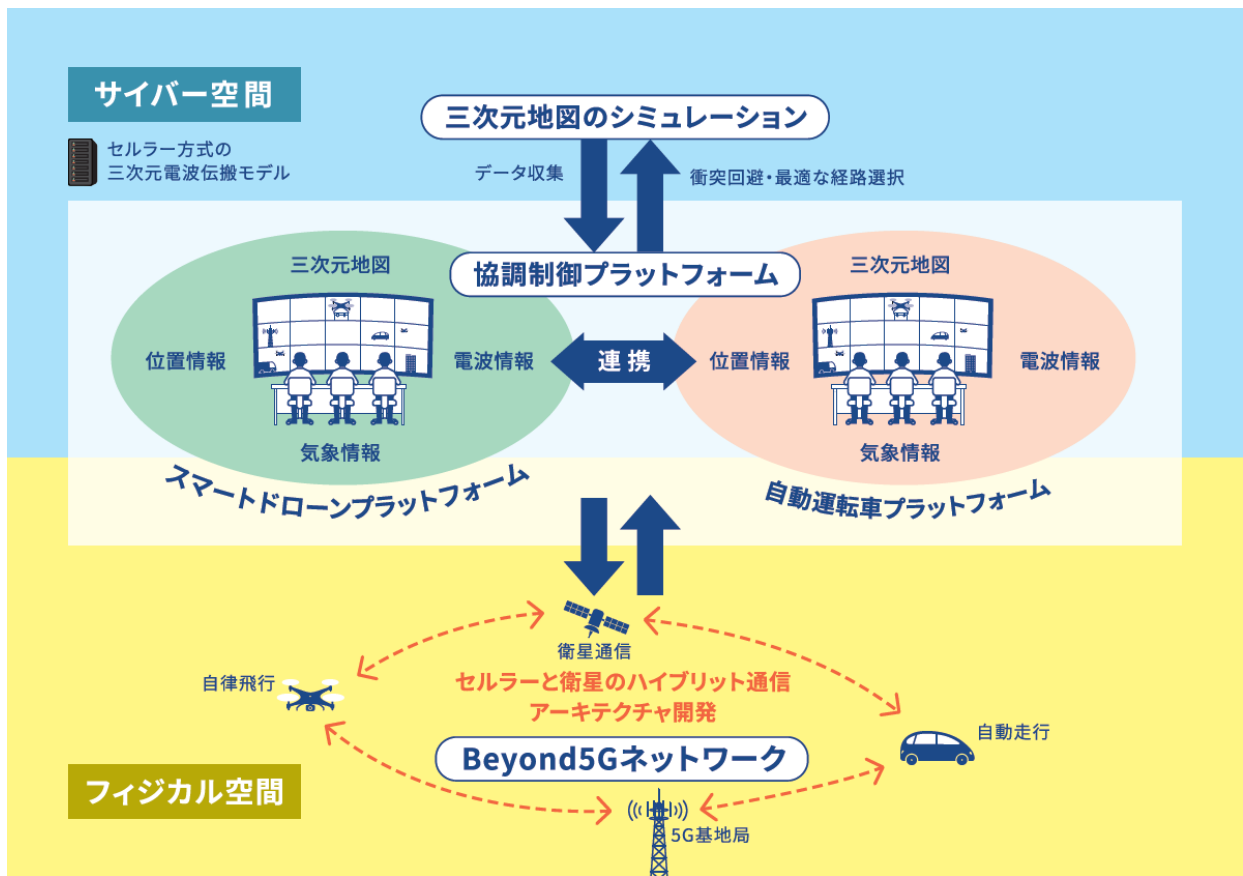 サイバー空間
セルラー方式の
三次元電波伝搬モデル
三次元地図のシミュレーション
データ収集
衝突回避・最適な経路選択
協調制御プラットフォーム
三次元地図
位置情報
電波情報
気象情報
スマートドローンプラットフォーム
連携
三次元地図
位置情報
電波情報
気象情報
自動運転車プラットフォーム
衛星通信
自律飛行
セルラーと衛星のハイブリット通信
アーキテクチャ開発
自動走行
Beyond5Gネットワーク
フィジカル空間
5G基地局